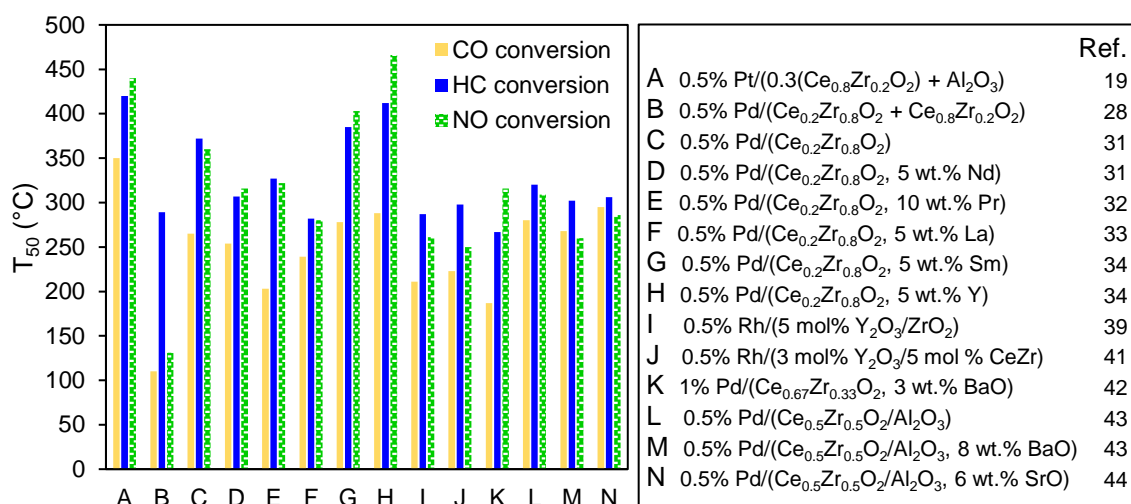 500
450
400
350
300
250
200
150
100
50
0
T₅₀ (°C)
CO conversion
HC conversion
NO conversion
A B C D E F G H I J K L M N
Ref.
A 0.5% Pt/(0.3(Ce₀.₈Zr₀.₂O₂) + Al₂O₃) 19
B 0.5% Pd/(Ce₀.₂Zr₀.₈O₂ + Ce₀.₈Zr₀.₂O₂) 28
C 0.5% Pd/(Ce₀.₂Zr₀.₈O₂) 31
D 0.5% Pd/(Ce₀.₂Zr₀.₈O₂, 5 wt.% Nd) 31
E 0.5% Pd/(Ce₀.₂Zr₀.₈O₂, 10 wt.% Pr) 32
F 0.5% Pd/(Ce₀.₂Zr₀.₈O₂, 5 wt.% La) 33
G 0.5% Pd/(Ce₀.₂Zr₀.₈O₂, 5 wt.% Sm) 34
H 0.5% Pd/(Ce₀.₂Zr₀.₈O₂, 5 wt.% Y) 34
I 0.5% Rh/(5 mol% Y₂O₃/ZrO₂) 39
J 0.5% Rh/(3 mol% Y₂O₃/5 mol % CeZr) 41
K 1% Pd/(Ce₀.₆₇Zr₀.₃₃O₂, 3 wt.% BaO) 42
L 0.5% Pd/(Ce₀.₅Zr₀.₅O₂/Al₂O₃) 43
M 0.5% Pd/(Ce₀.₅Zr₀.₅O₂/Al₂O₃, 8 wt.% BaO) 43
N 0.5% Pd/(Ce₀.₅Zr₀.₅O₂/Al₂O₃, 6 wt.% SrO) 44